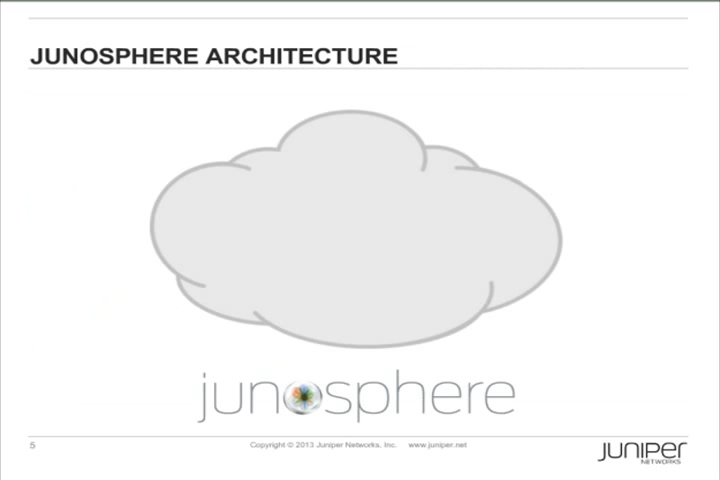 JUNOSPHERE ARCHITECTURE
junosphere
5
Copyright © 2013 Juniper Networks, Inc. www.juniper.net
JUNIPER
NETWORKS